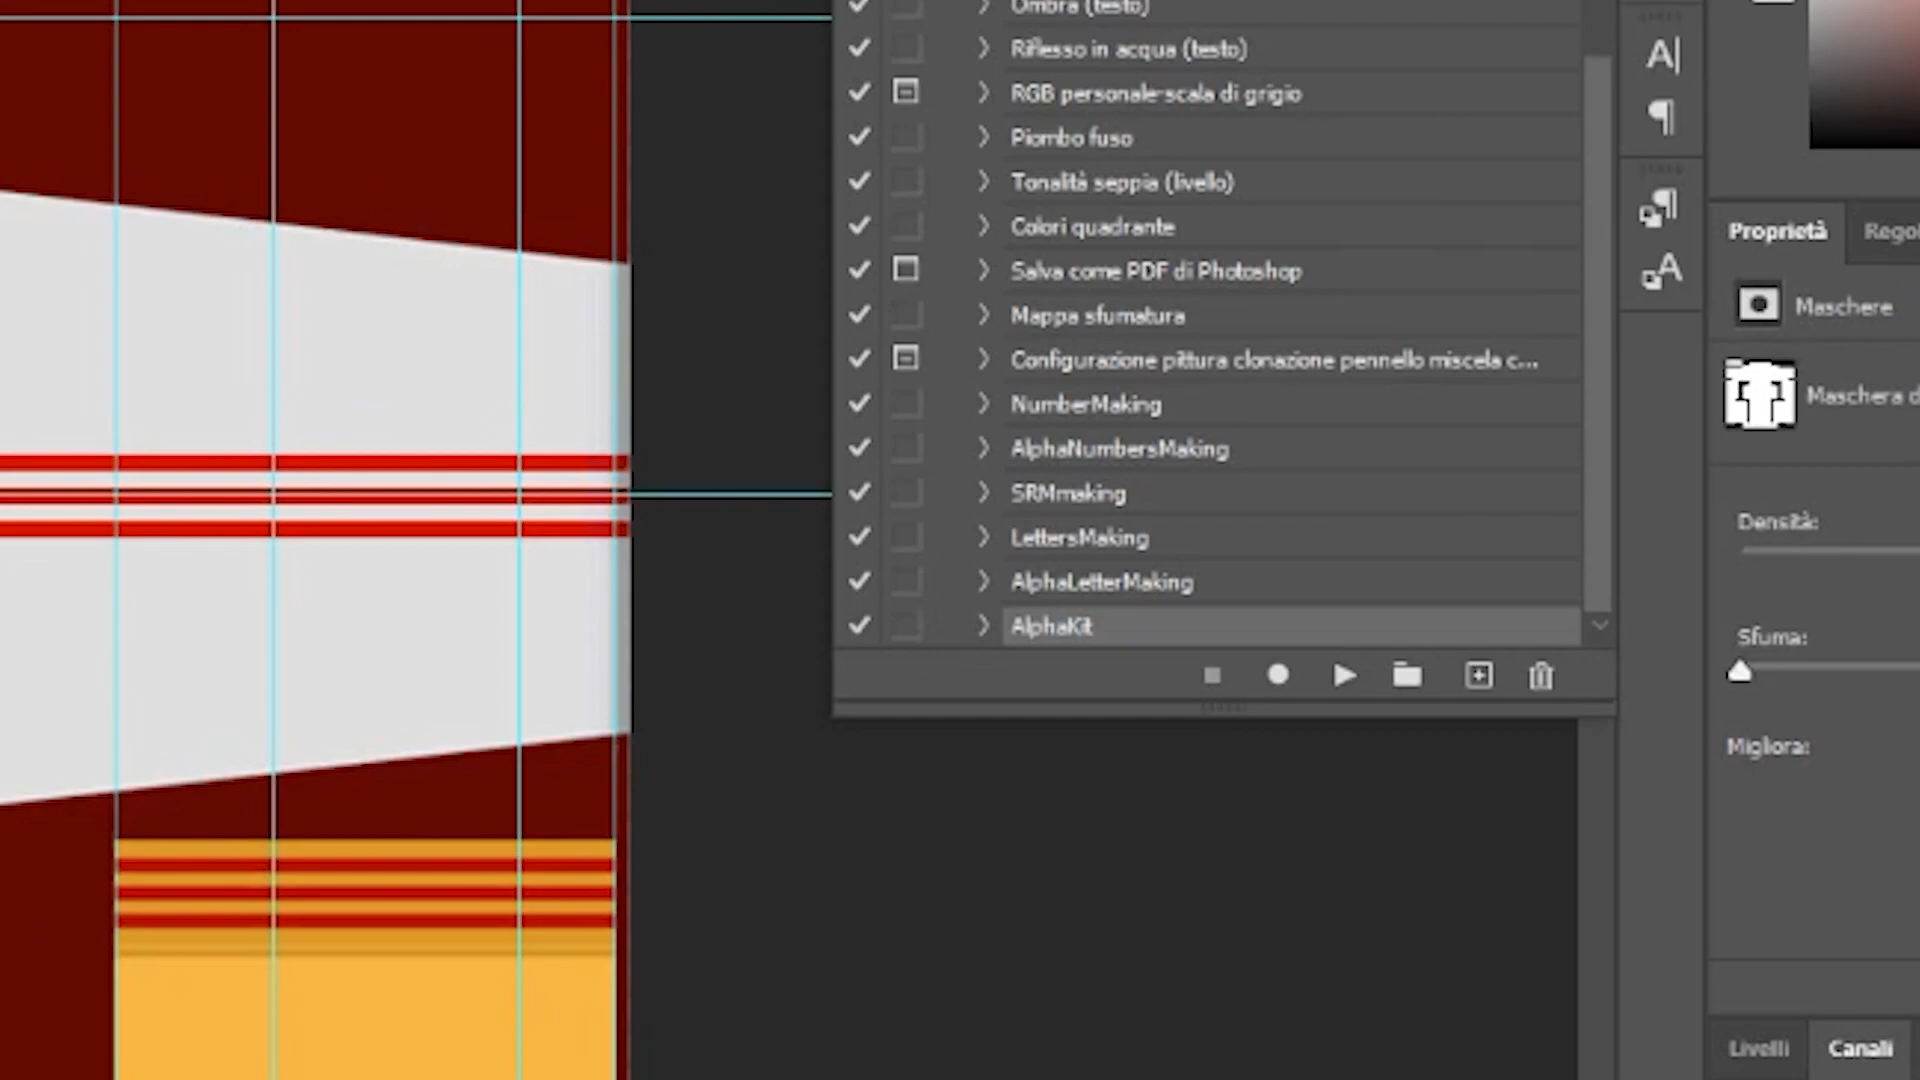 Ombra (testo)
Riflesso in acqua (testo)
RGB personale-scala di grigio
Piombo fuso
Tonalità seppia (livello)
Colori quadrante
Salva come PDF di Photoshop
Mappa sfumatura
Configurazione pittura clonazione pennello miscela c...
NumberMaking
AlphaNumbersMaking
SRMmaking
LettersMaking
AlphaLetterMaking
AlphaKit
Proprietà Regol
Maschere
Maschera d
Densità:
Sfuma:
Migliora:
Livelli Canali